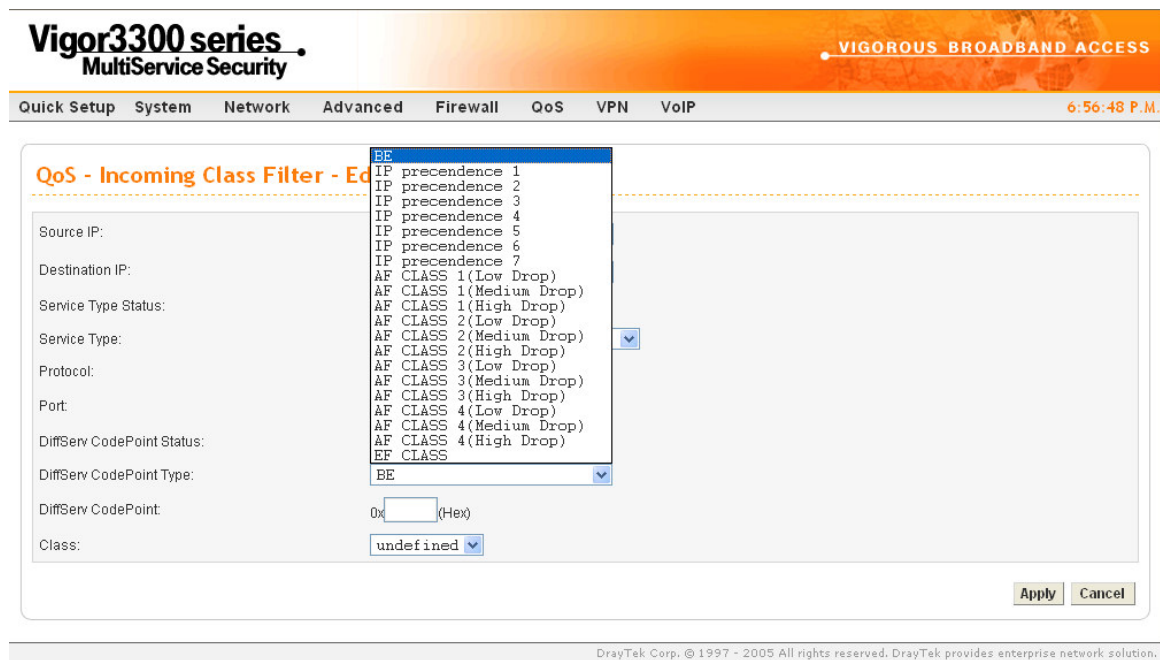 Vigor3300 series
MultiService Security
VIGOROUS BROADBAND ACCESS
Quick Setup System Network Advanced Firewall QoS VPN VoIP 6:56:48 P.M.
QoS - Incoming Class Filter - Ed
BE
IP precendence 1
IP precendence 2
IP precendence 3
IP precendence 4
IP precendence 5
IP precendence 6
IP precendence 7
AF CLASS 1(Low Drop)
AF CLASS 1(Medium Drop)
AF CLASS 1(High Drop)
AF CLASS 2(Low Drop)
AF CLASS 2(Medium Drop)
AF CLASS 2(High Drop)
AF CLASS 3(Low Drop)
AF CLASS 3(Medium Drop)
AF CLASS 3(High Drop)
AF CLASS 4(Low Drop)
AF CLASS 4(Medium Drop)
AF CLASS 4(High Drop)
EF CLASS
Source IP:
Destination IP:
Service Type Status:
Service Type:
Protocol:
Port:
DiffServ CodePoint Status:
DiffServ CodePoint Type: BE
DiffServ CodePoint: 0x (Hex)
Class: undefined
Apply Cancel
DrayTek Corp. © 1997 - 2005 All rights reserved. DrayTek provides enterprise network solution.